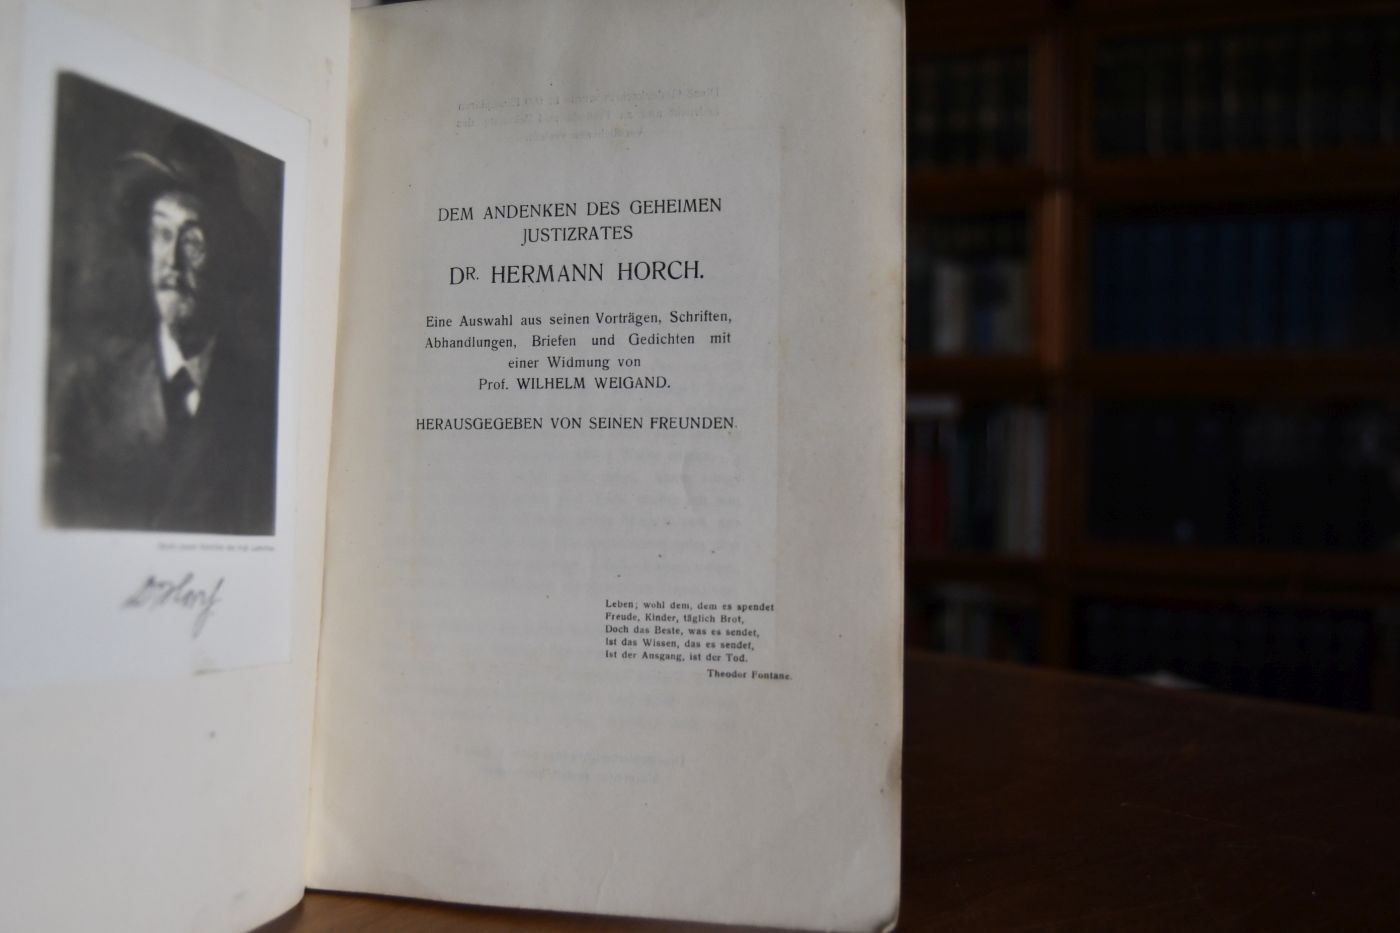 DEM ANDENKEN DES GEHEIMEN
JUSTIZRATES
DR. HERMANN HORCH.
Eine Auswahl aus seinen Vorträgen, Schriften,
Abhandlungen, Briefen und Gedichten mit
einer Widmung von
Prof. WILHELM WEIGAND.
HERAUSGEGEBEN VON SEINEN FREUNDEN.
Leben; wohl dem, dem es spendet
Freude, Kinder, täglich Brot,
Doch das Beste, was es sendet,
Ist das Wissen, das es sendet,
Ist der Ausgang, ist der Tod.
Theodor Fontane.